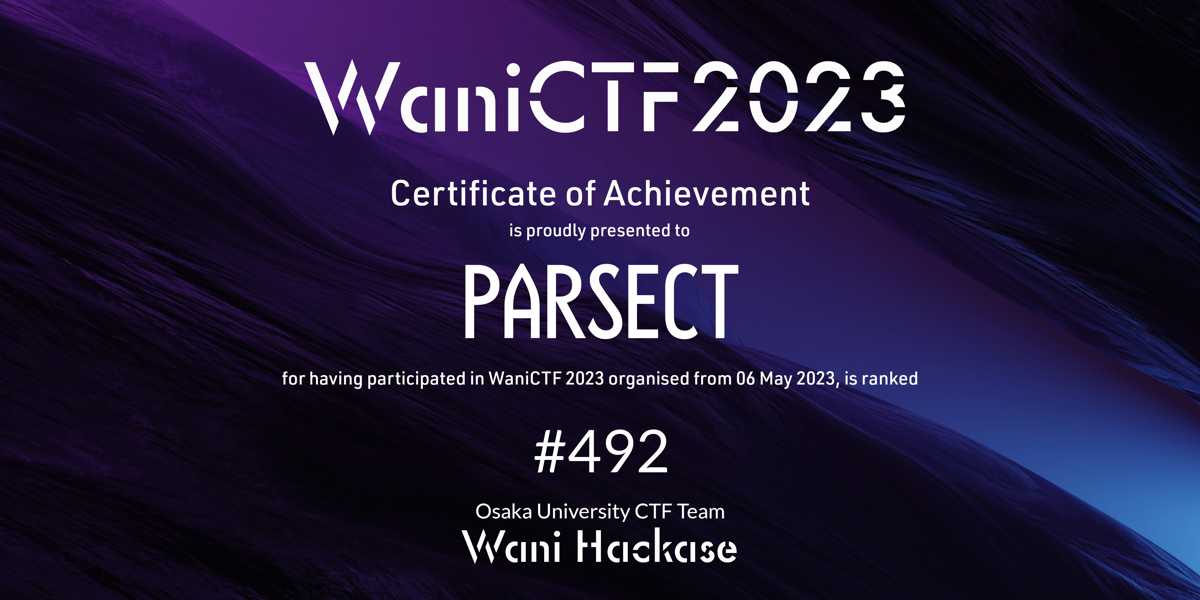 WaniCTF2023
Certificate of Achievement
is proudly presented to
PARSECT
for having participated in WaniCTF 2023 organised from 06 May 2023, is ranked
#492
Osaka University CTF Team
Wani Hackase